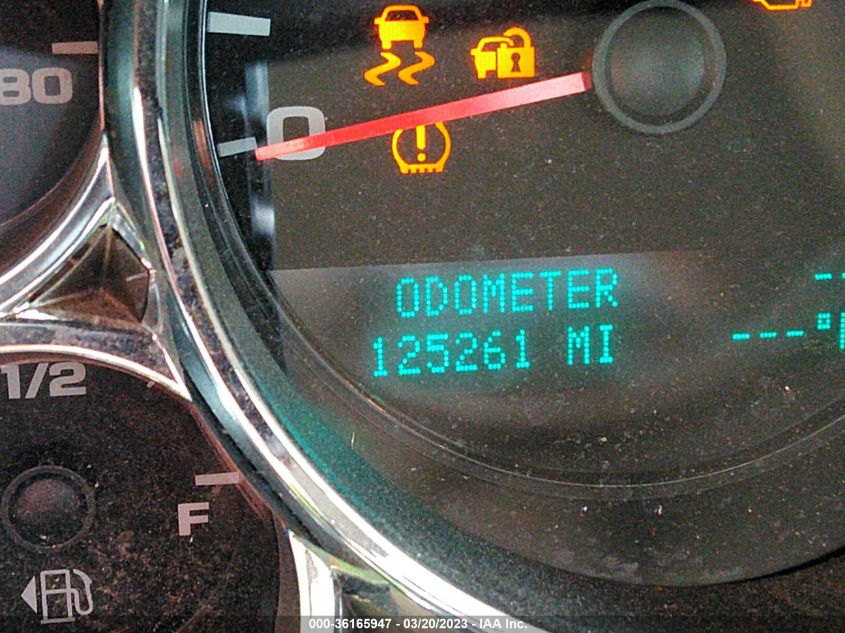 80
0
ODOMETER
125261 MI
---°
1/2
F
000-36165947 - 03/20/2023 - IAA Inc.